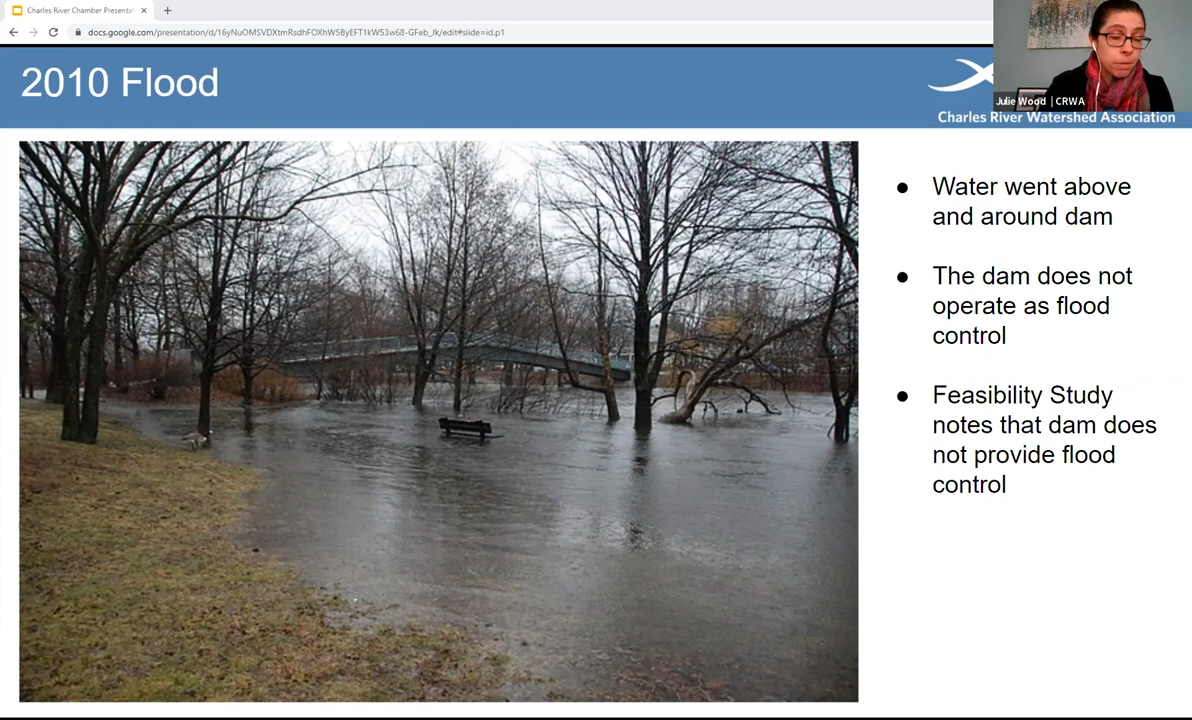 Charles River Chamber Presentat
docs.google.com/presentation/d/16yNuOMSVDXtmRsdhFOXhW5ByEFT1kW53w68-GFeb_Jk/edit#slide=id.p1
2010 Flood
Julie Wood | CRWA
Charles River Watershed Association
● Water went above
and around dam
● The dam does not
operate as flood
control
● Feasibility Study
notes that dam does
not provide flood
control